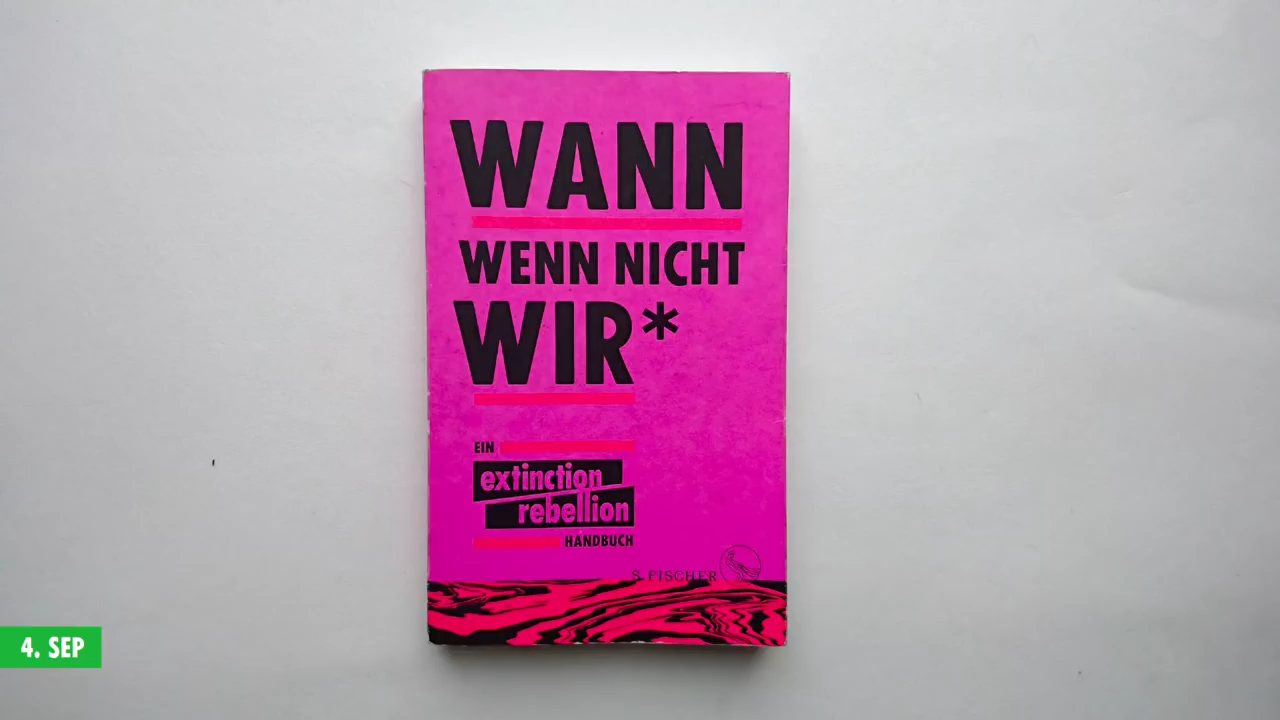 WANN
WENN NICHT
WIR*
EIN
extinction
rebellion
HANDBUCH
S. FISCHER
4. SEP